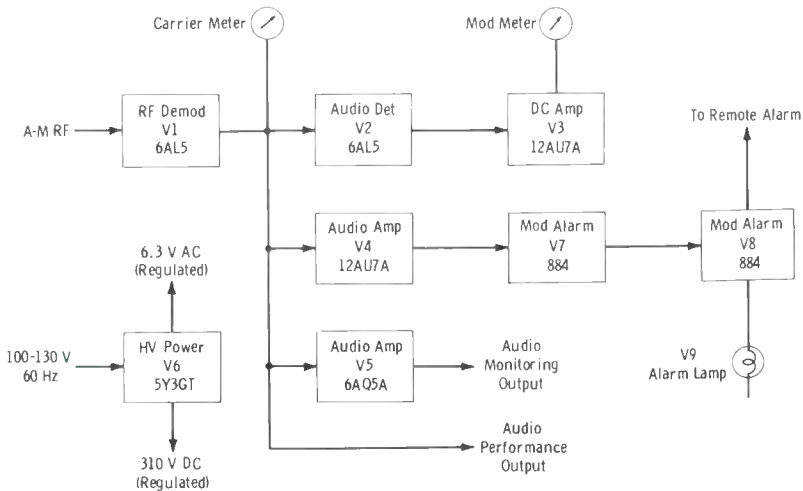 Carrier Meter
Mod Meter
RF Demod
V1
6AL5
Audio Det
V2
6AL5
DC Amp
V3
12AU7A
A-M RF
To Remote Alarm
Audio Amp
V4
12AU7A
Mod Alarm
V7
884
Mod Alarm
V8
884
6.3 V AC
(Regulated)
100-130 V
60 Hz
HV Power
V6
5Y3GT
Audio Amp
V5
6AQ5A
Audio
Monitoring
Output
V9
Alarm Lamp
310 V DC
(Regulated)
Audio
Performance
Output